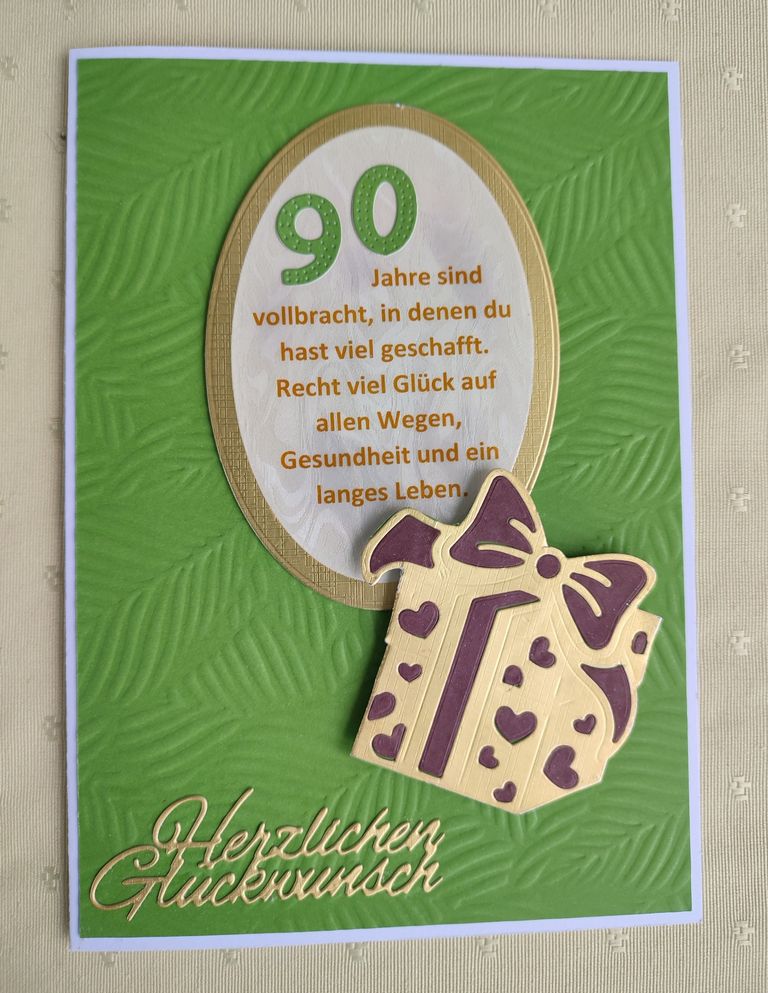 90
Jahre sind
vollbracht, in denen du
hast viel geschafft.
Recht viel Glück auf
allen Wegen,
Gesundheit und ein
langes Leben.
Herzlichen
Glückwunsch